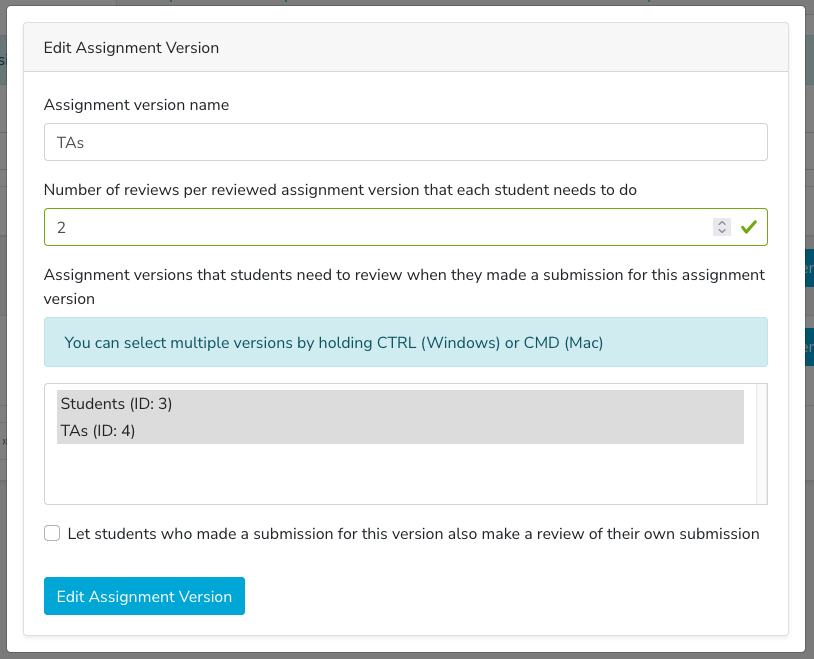 Edit Assignment Version
Assignment version name
TAs
Number of reviews per reviewed assignment version that each student needs to do
2
Assignment versions that students need to review when they made a submission for this assignment
version
You can select multiple versions by holding CTRL (Windows) or CMD (Mac)
Students (ID: 3)
TAs (ID: 4)
Let students who made a submission for this version also make a review of their own submission
Edit Assignment Version